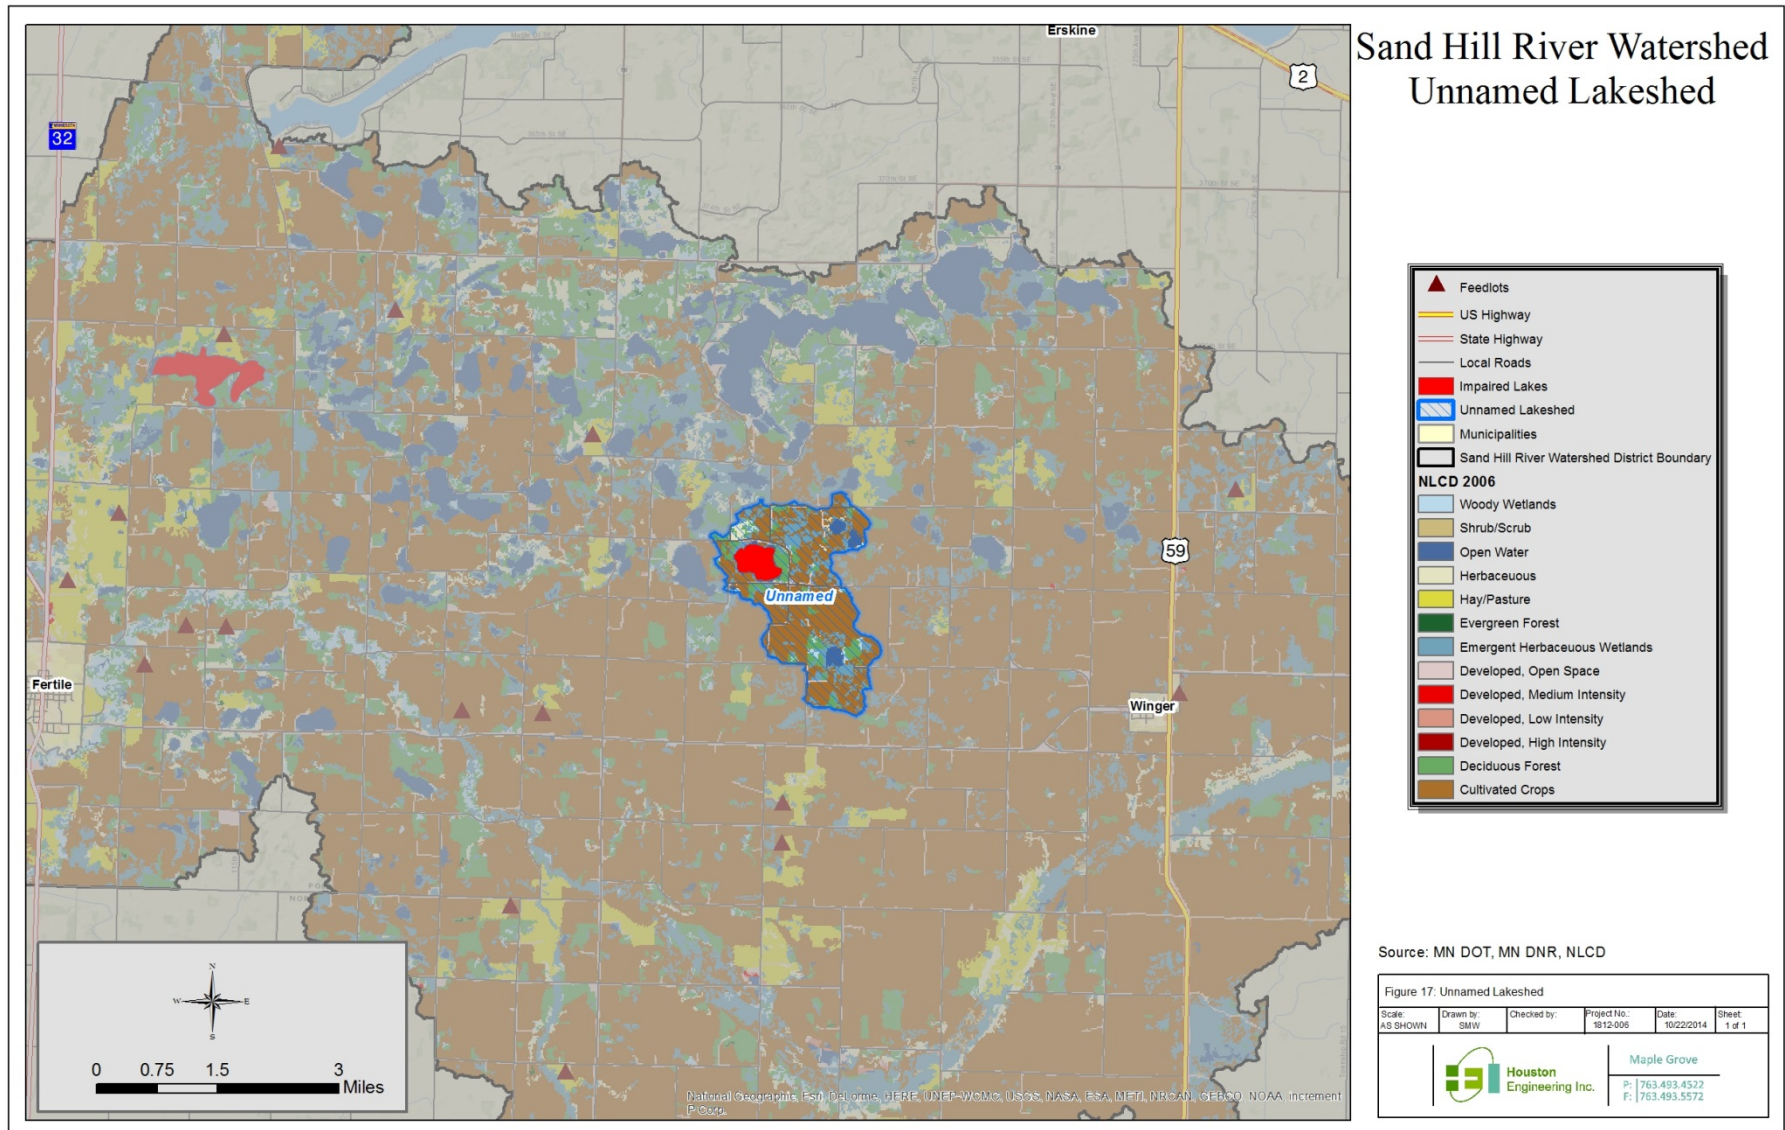 Sand Hill River Watershed
Unnamed Lakeshed
Erskine
2
MINNESOTA
32
59
Unnamed
Fertile
Winger
Feedlots
US Highway
State Highway
Local Roads
Impaired Lakes
Unnamed Lakeshed
Municipalities
Sand Hill River Watershed District Boundary
NLCD 2006
Woody Wetlands
Shrub/Scrub
Open Water
Herbaceuous
Hay/Pasture
Evergreen Forest
Emergent Herbaceuous Wetlands
Developed, Open Space
Developed, Medium Intensity
Developed, Low Intensity
Developed, High Intensity
Deciduous Forest
Cultivated Crops
N
W E
S
0 0.75 1.5 3
Miles
National Geographic, Esri, DeLorme, HERE, UNEP-WCMC, USGS, NASA, ESA, METI, NRCAN, GEBCO, NOAA, increment
P Corp.
Source: MN DOT, MN DNR, NLCD
Figure 17: Unnamed Lakeshed
Scale: Drawn by: Checked by: Project No.: Date: Sheet:
AS SHOWN SMW 1812-006 10/22/2014 1 of 1
Houston
Engineering Inc.
Maple Grove
P: 763.493.4522
F: 763.493.5572